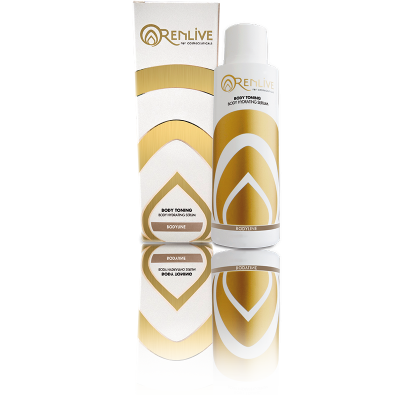 RENLIVE
BODY TONING
BODY HYDRATING SERUM
BODYLINE
RENLIVE
BODY TONING
BODY HYDRATING SERUM
BODYLINE